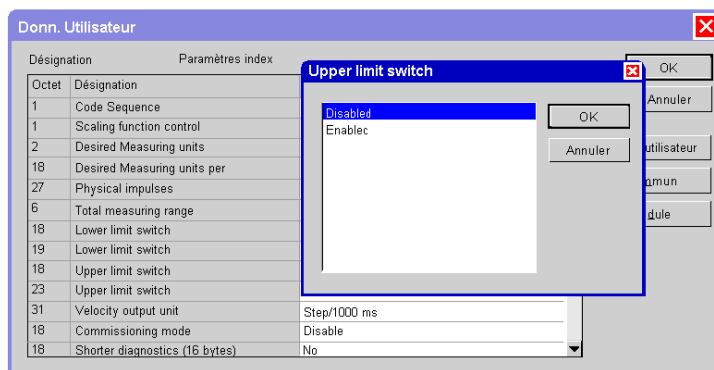 Donn. Utilisateur
Désignation Paramètres index
Octet Désignation
1 Code Sequence
1 Scaling function control
2 Desired Measuring units
18 Desired Measuring units per
27 Physical impulses
6 Total measuring range
18 Lower limit switch
19 Lower limit switch
18 Upper limit switch
23 Upper limit switch
31 Velocity output unit Step/1000 ms
18 Commissioning mode Disable
18 Shorter diagnostics (16 bytes) No
Upper limit switch
Disabled
Enablec
OK
Annuler
OK
Annuler
utilisateur
mun
dule